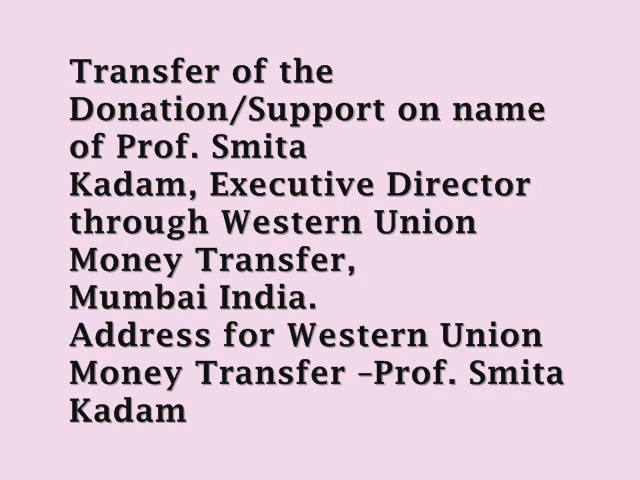 Transfer of the
Donation/Support on name
of Prof. Smita
Kadam, Executive Director
through Western Union
Money Transfer,
Mumbai India.
Address for Western Union
Money Transfer –Prof. Smita
Kadam